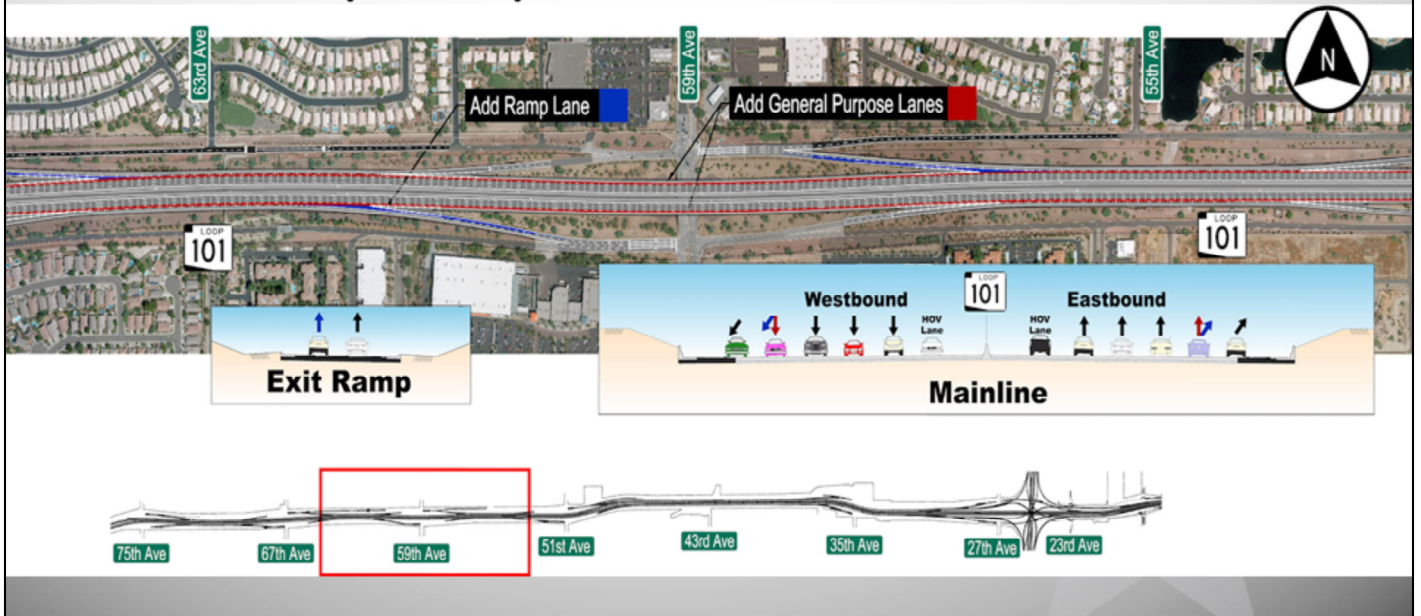 63rd Ave
59th Ave
55th Ave
N
Add Ramp Lane
Add General Purpose Lanes
LOOP
101
LOOP
101
Westbound
LOOP
101
Eastbound
HOV
Lane
HOV
Lane
Exit Ramp
Mainline
75th Ave
67th Ave
59th Ave
51st Ave
43rd Ave
35th Ave
27th Ave
23rd Ave